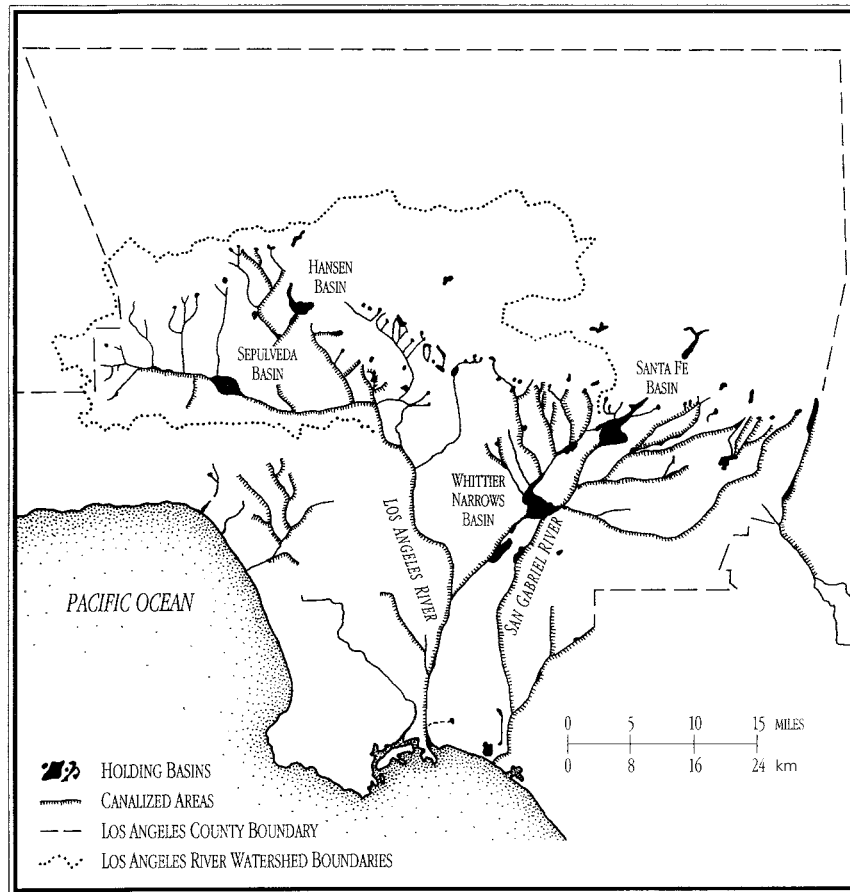 HANSEN
BASIN
SEPULVEDA
BASIN
SANTA FE
BASIN
WHITTIER
NARROWS
BASIN
LOS ANGELES RIVER
SAN GABRIEL RIVER
PACIFIC OCEAN
0 5 10 15 MILES
0 8 16 24 km
HOLDING BASINS
CANALIZED AREAS
LOS ANGELES COUNTY BOUNDARY
LOS ANGELES RIVER WATERSHED BOUNDARIES